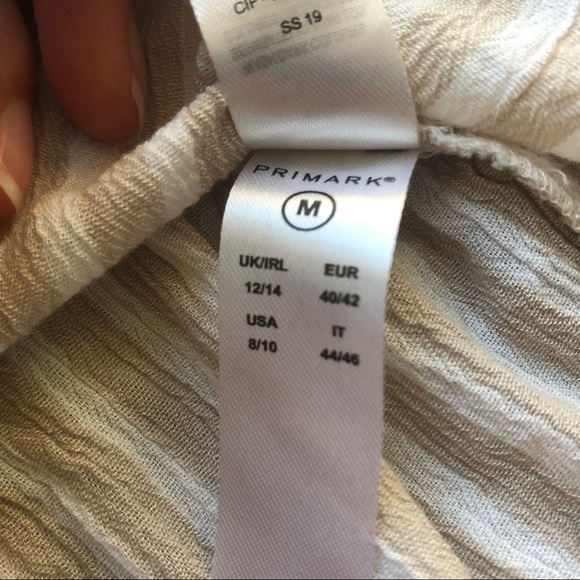 SS 19
PRIMARK®
M
UK/IRL EUR
12/14 40/42
USA IT
8/10 44/46